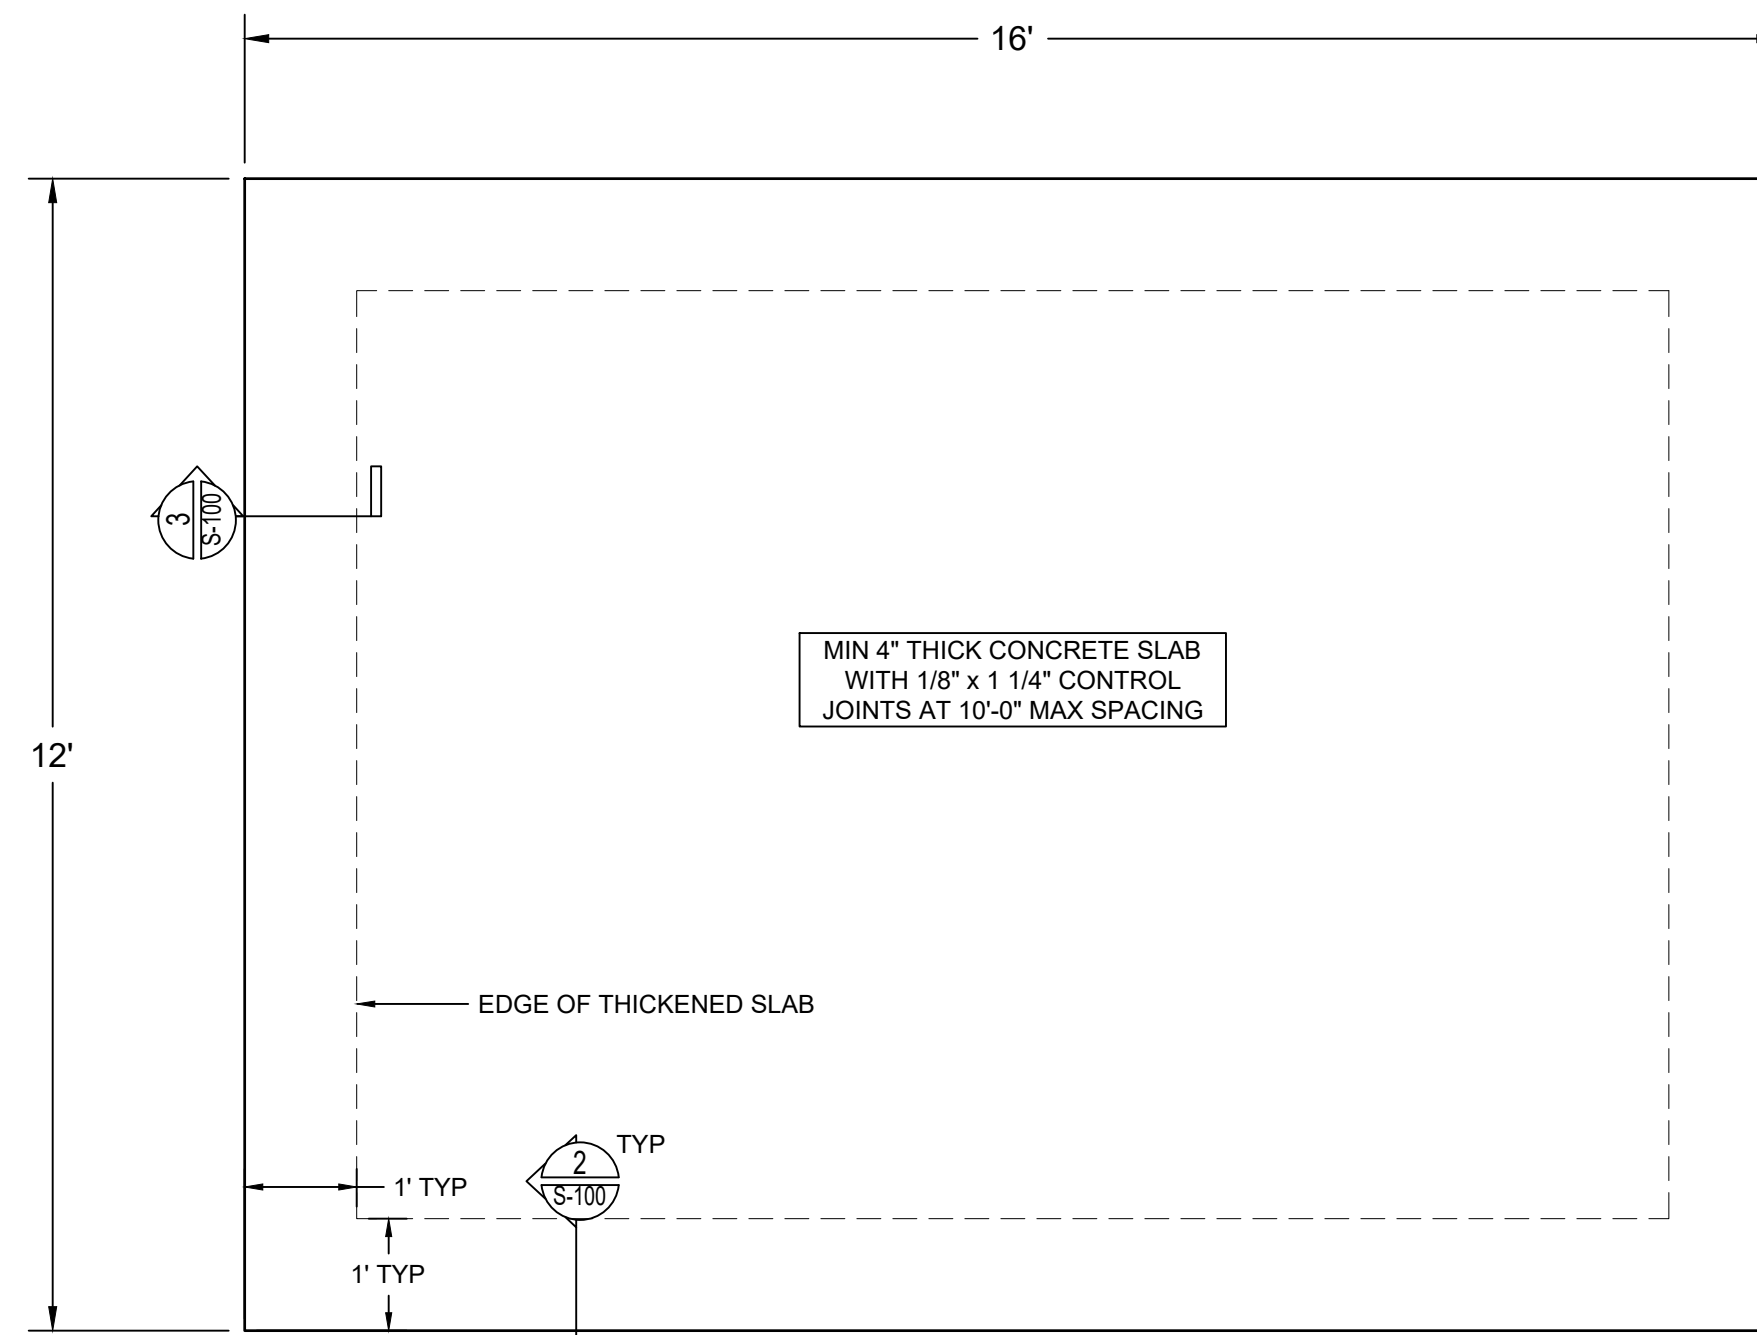 16'
3
S-100
MIN 4" THICK CONCRETE SLAB
WITH 1/8" x 1 1/4" CONTROL
JOINTS AT 10'-0" MAX SPACING
12'
EDGE OF THICKENED SLAB
2
S-100
TYP
1' TYP
1' TYP